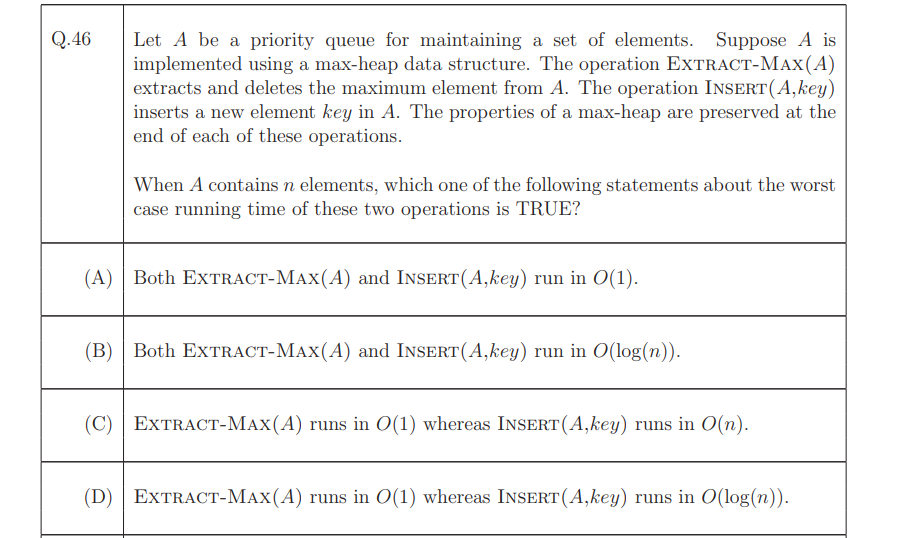 Q.46
Let A be a priority queue for maintaining a set of elements. Suppose A is
implemented using a max-heap data structure. The operation EXTRACT-MAX(A)
extracts and deletes the maximum element from A. The operation INSERT(A,key)
inserts a new element key in A. The properties of a max-heap are preserved at the
end of each of these operations.
When A contains n elements, which one of the following statements about the worst
case running time of these two operations is TRUE?
(A) Both EXTRACT-MAX(A) and INSERT(A,key) run in O(1).
(B) Both EXTRACT-MAX(A) and INSERT(A,key) run in O(log(n)).
(C) EXTRACT-MAX(A) runs in O(1) whereas INSERT(A,key) runs in O(n).
(D) EXTRACT-MAX(A) runs in O(1) whereas INSERT(A,key) runs in O(log(n)).